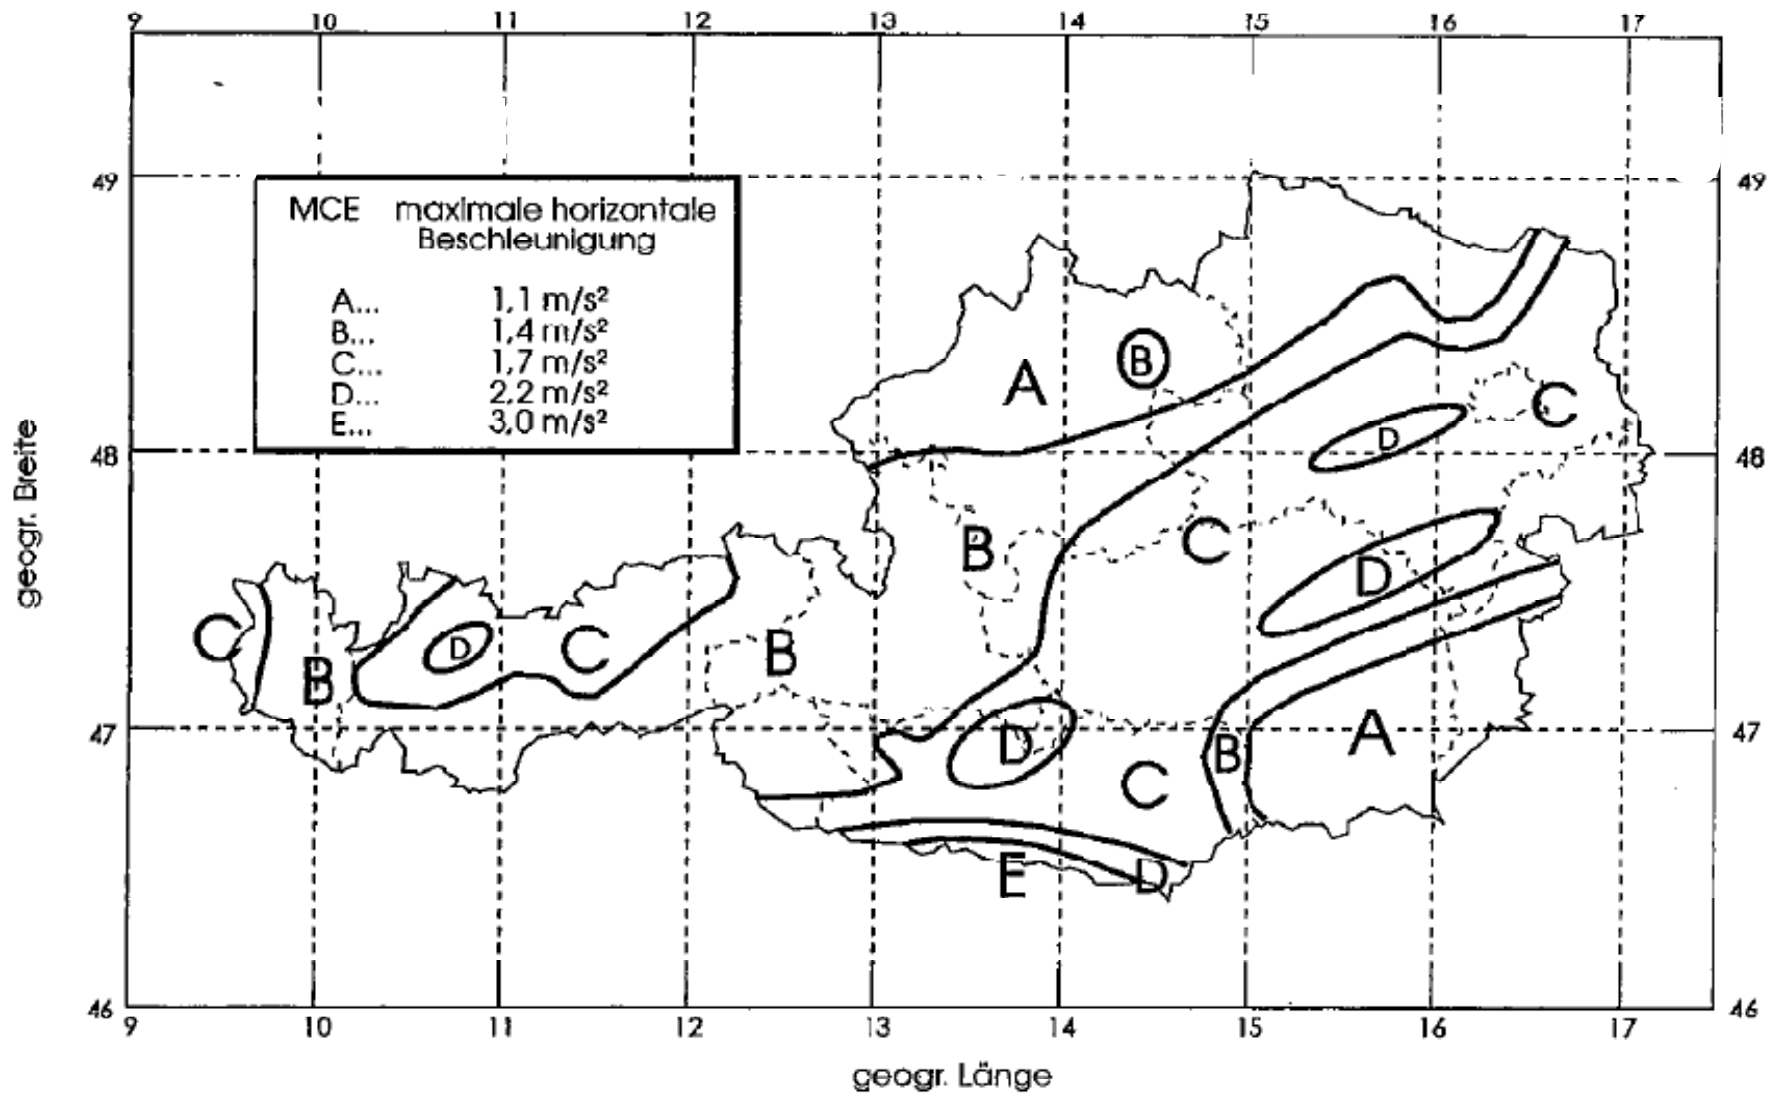 9 10 11 12 13 14 15 16 17
49 49
MCE maximale horizontale
Beschleunigung
A... 1,1 m/s²
B... 1,4 m/s²
C... 1,7 m/s²
D... 2,2 m/s²
E... 3,0 m/s²
B
A
C
D
48 48
B
C
D
C
D
C
B
B
D
A
B
47 47
C
E
D
46 46
9 10 11 12 13 14 15 16 17
geogr. Breite
geogr. Länge